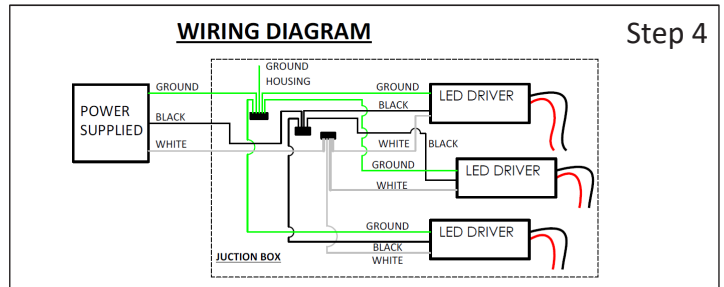 WIRING DIAGRAM
Step 4
GROUND
HOUSING
GROUND
GROUND
LED DRIVER
BLACK
POWER
SUPPLIED
BLACK
WHITE
WHITE
BLACK
GROUND
LED DRIVER
WHITE
GROUND
LED DRIVER
BLACK
WHITE
JUCTION BOX